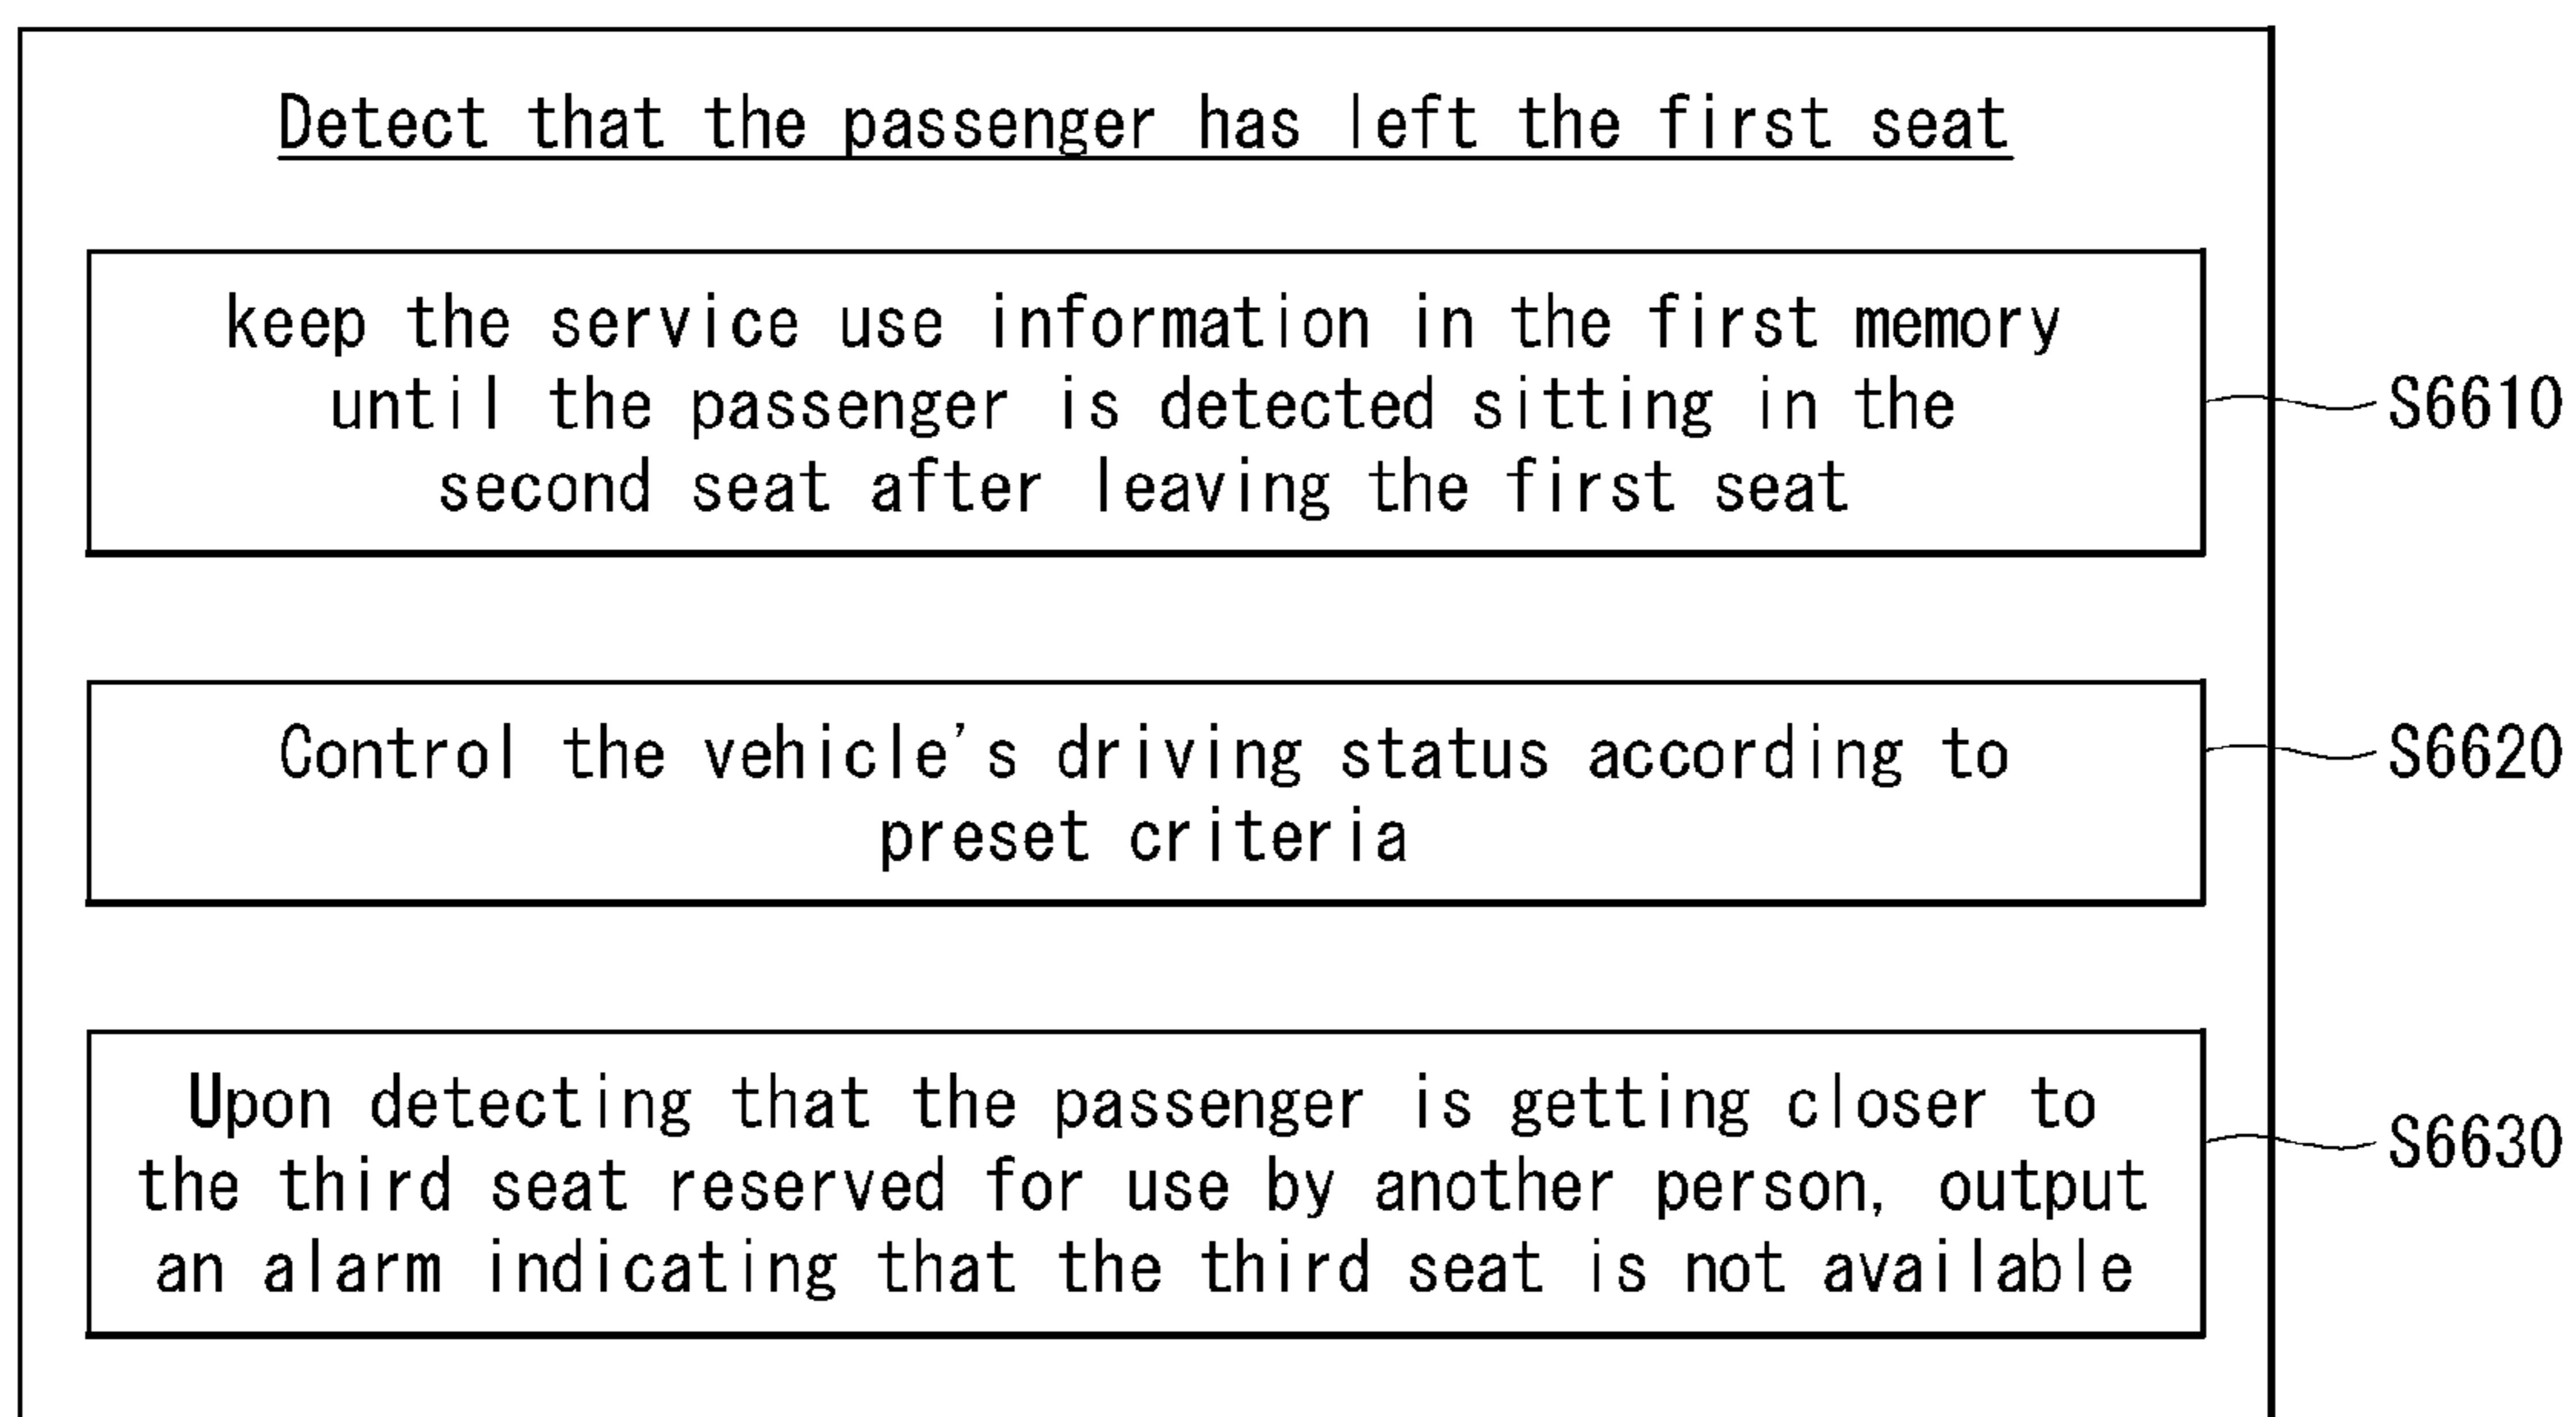 Detect that the passenger has left the first seat
keep the service use information in the first memory
until the passenger is detected sitting in the
second seat after leaving the first seat
S6610
Control the vehicle's driving status according to
preset criteria
S6620
Upon detecting that the passenger is getting closer to
the third seat reserved for use by another person, output
an alarm indicating that the third seat is not available
S6630